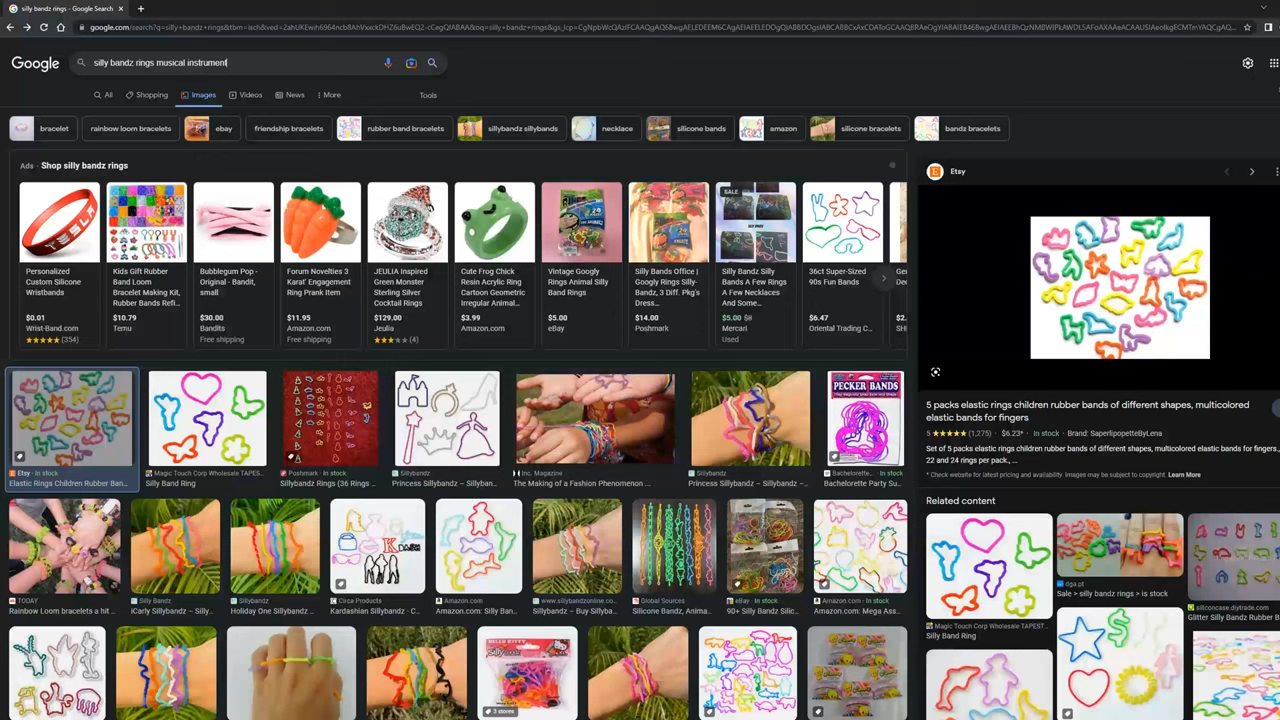 silly bandz rings - Google Search
google.com/search?q=silly+bandz+rings&tbm=isch&ved=
Google
silly bandz rings musical instrument
All
Shopping
Images
Videos
News
More
Tools
bracelet
rainbow loom bracelets
ebay
friendship bracelets
rubber band bracelets
sillybandz sillybands
necklace
silicone bands
amazon
silicone bracelets
bandz bracelets
Ads · Shop silly bandz rings
TESLA
Personalized
Custom Silicone
Wristbands
$0.01
Wrist-Band.com
(354)
Kids Gift Rubber
Band Loom
Bracelet Making Kit,
Rubber Bands Refi...
$10.79
Temu
Bubblegum Pop -
Original - Bandit,
small
$30.00
Bandits
Free shipping
Forum Novelties 3
Karat' Engagement
Ring Prank Item
$11.95
Amazon.com
Free shipping
JEULIA Inspired
Green Monster
Sterling Silver
Cocktail Rings
$129.00
Jeulia
(4)
Cute Frog Chick
Resin Acrylic Ring
Cartoon Geometric
Irregular Animal...
$3.99
Amazon.com
Vintage Googly
Rings Animal Silly
Band Rings
$5.00
eBay
Silly Bands Office |
Googly Rings Silly-
Bandz, 3 Diff. Pkg's
Dress...
$14.00
Poshmark
SALE
Silly Bandz Silly
Bands A Few Rings
A Few Necklaces
And Some...
$5.00 $8
Mercari
Used
36ct Super-Sized
90s Fun Bands
$6.47
Oriental Trading C...
Etsy · In stock
Elastic Rings Children Rubber Ban...
Magic Touch Corp Wholesale TAPES...
Silly Band Ring
Poshmark · In stock
Sillybandz Rings (36 Rings ...
Sillybandz
Princess Sillybandz – Sillyban...
Inc. Magazine
The Making of a Fashion Phenomenon ...
Sillybandz
Princess Sillybandz – Sillyban...
PECKER BANDS
Bachelorette... · In stock
Bachelorette Party Su...
TODAY
Rainbow Loom bracelets a hit ...
Silly Bandz
iCarly Sillybandz – Silly...
Silly Bandz
Holiday One Sillybandz ...
Circa Products
Kardashian Sillybandz - C...
Amazon.com
Amazon.com: Silly Ban...
www.sillybandzonline.co...
Sillybandz – Buy Sillyba...
Global Sources
Silicone Bandz, Anima...
eBay · In stock
90+ Silly Bandz Silic...
Amazon.com · In stock
Amazon.com: Mega Ass...
HELLO KITTY
3 stores
Etsy
5 packs elastic rings children rubber bands of different shapes, multicolored
elastic bands for fingers
5 (1,275) · $6.23* · In stock · Brand: SaperlipopetteByLena
Set of 5 packs elastic rings children rubber bands of different shapes, multicolored elastic bands for fingers,
22 and 24 rings per pack., ...
* Check website for latest pricing and availability. Images may be subject to copyright. Learn More
Related content
Magic Touch Corp Wholesale TAPEST...
Silly Band Ring
dga.pt
Sale > silly bandz rings > is stock
siliconcase.diytrade.com
Glitter Silly Bandz Rubber B